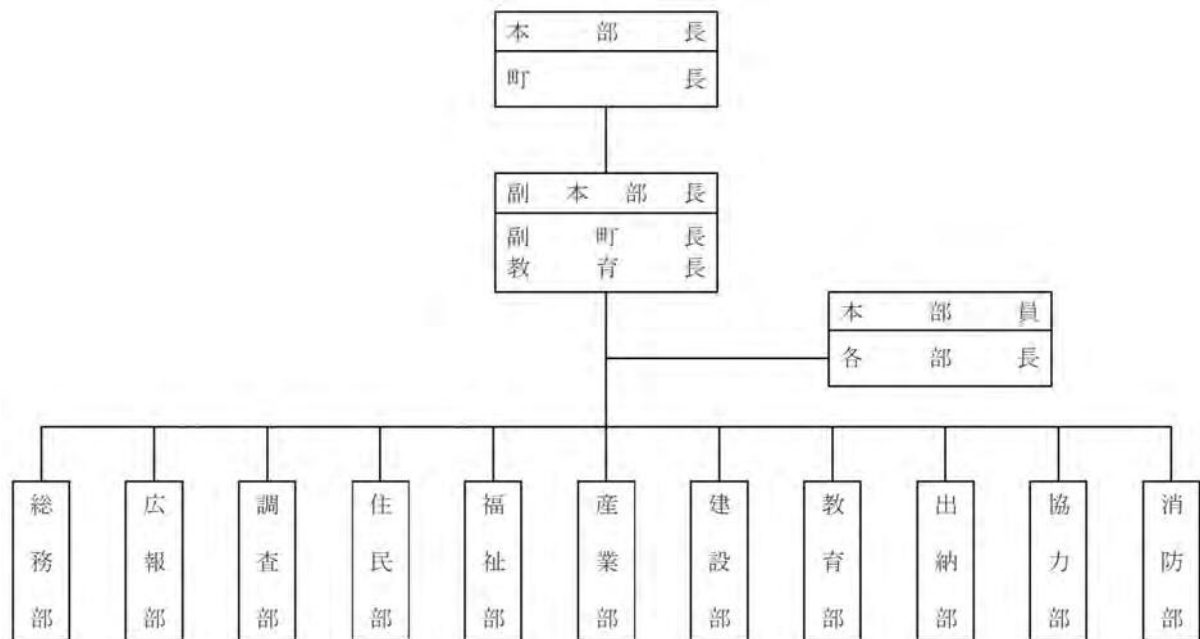 本部長
町長
副本部長
副町長
教育長
本部員
各部長
総務部
広報部
調査部
住民部
福祉部
産業部
建設部
教育部
出納部
協力部
消防部